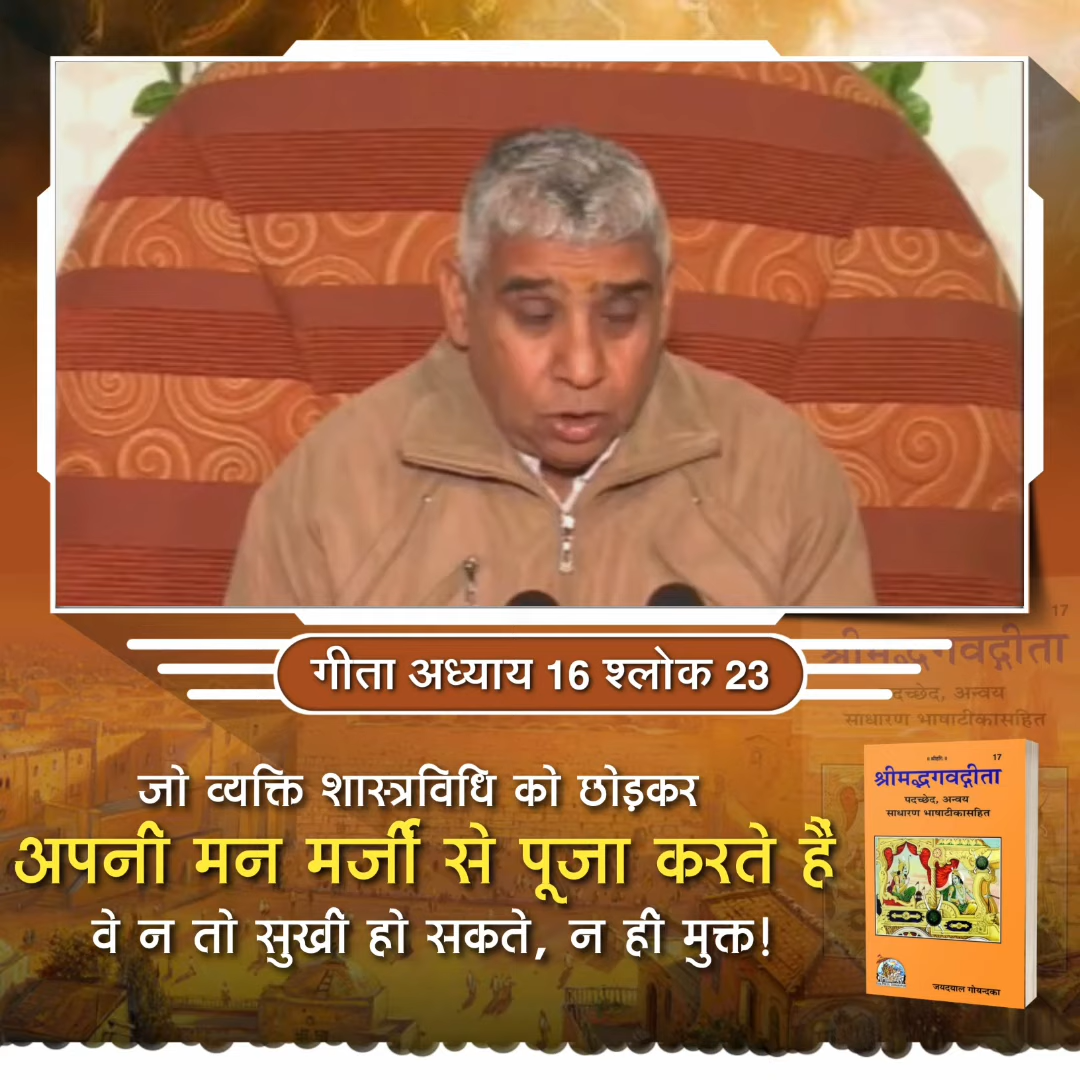 गीता अध्याय 16 श्लोक 23
17
श्रीमद्भगवद्गीता
पदच्छेद, अन्वय
साधारण भाषाटीकासहित
जो व्यक्ति शास्त्रविधि को छोड़कर
अपनी मन मर्जी से पूजा करते हैं
वे न तो सुखी हो सकते, न ही मुक्त!
17
श्रीमद्भगवद्गीता
पदच्छेद, अन्वय
साधारण भाषाटीकासहित
जयदयाल गोयन्दका